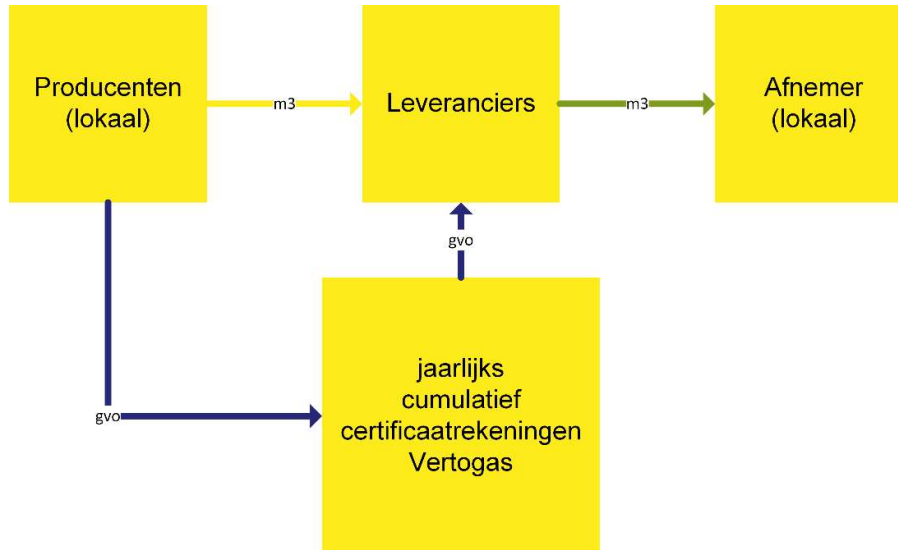 Producenten
(lokaal)
m3
Leveranciers
m3
Afnemer
(lokaal)
gvo
jaarlijks
cumulatief
certificaatrekeningen
Vertogas
gvo